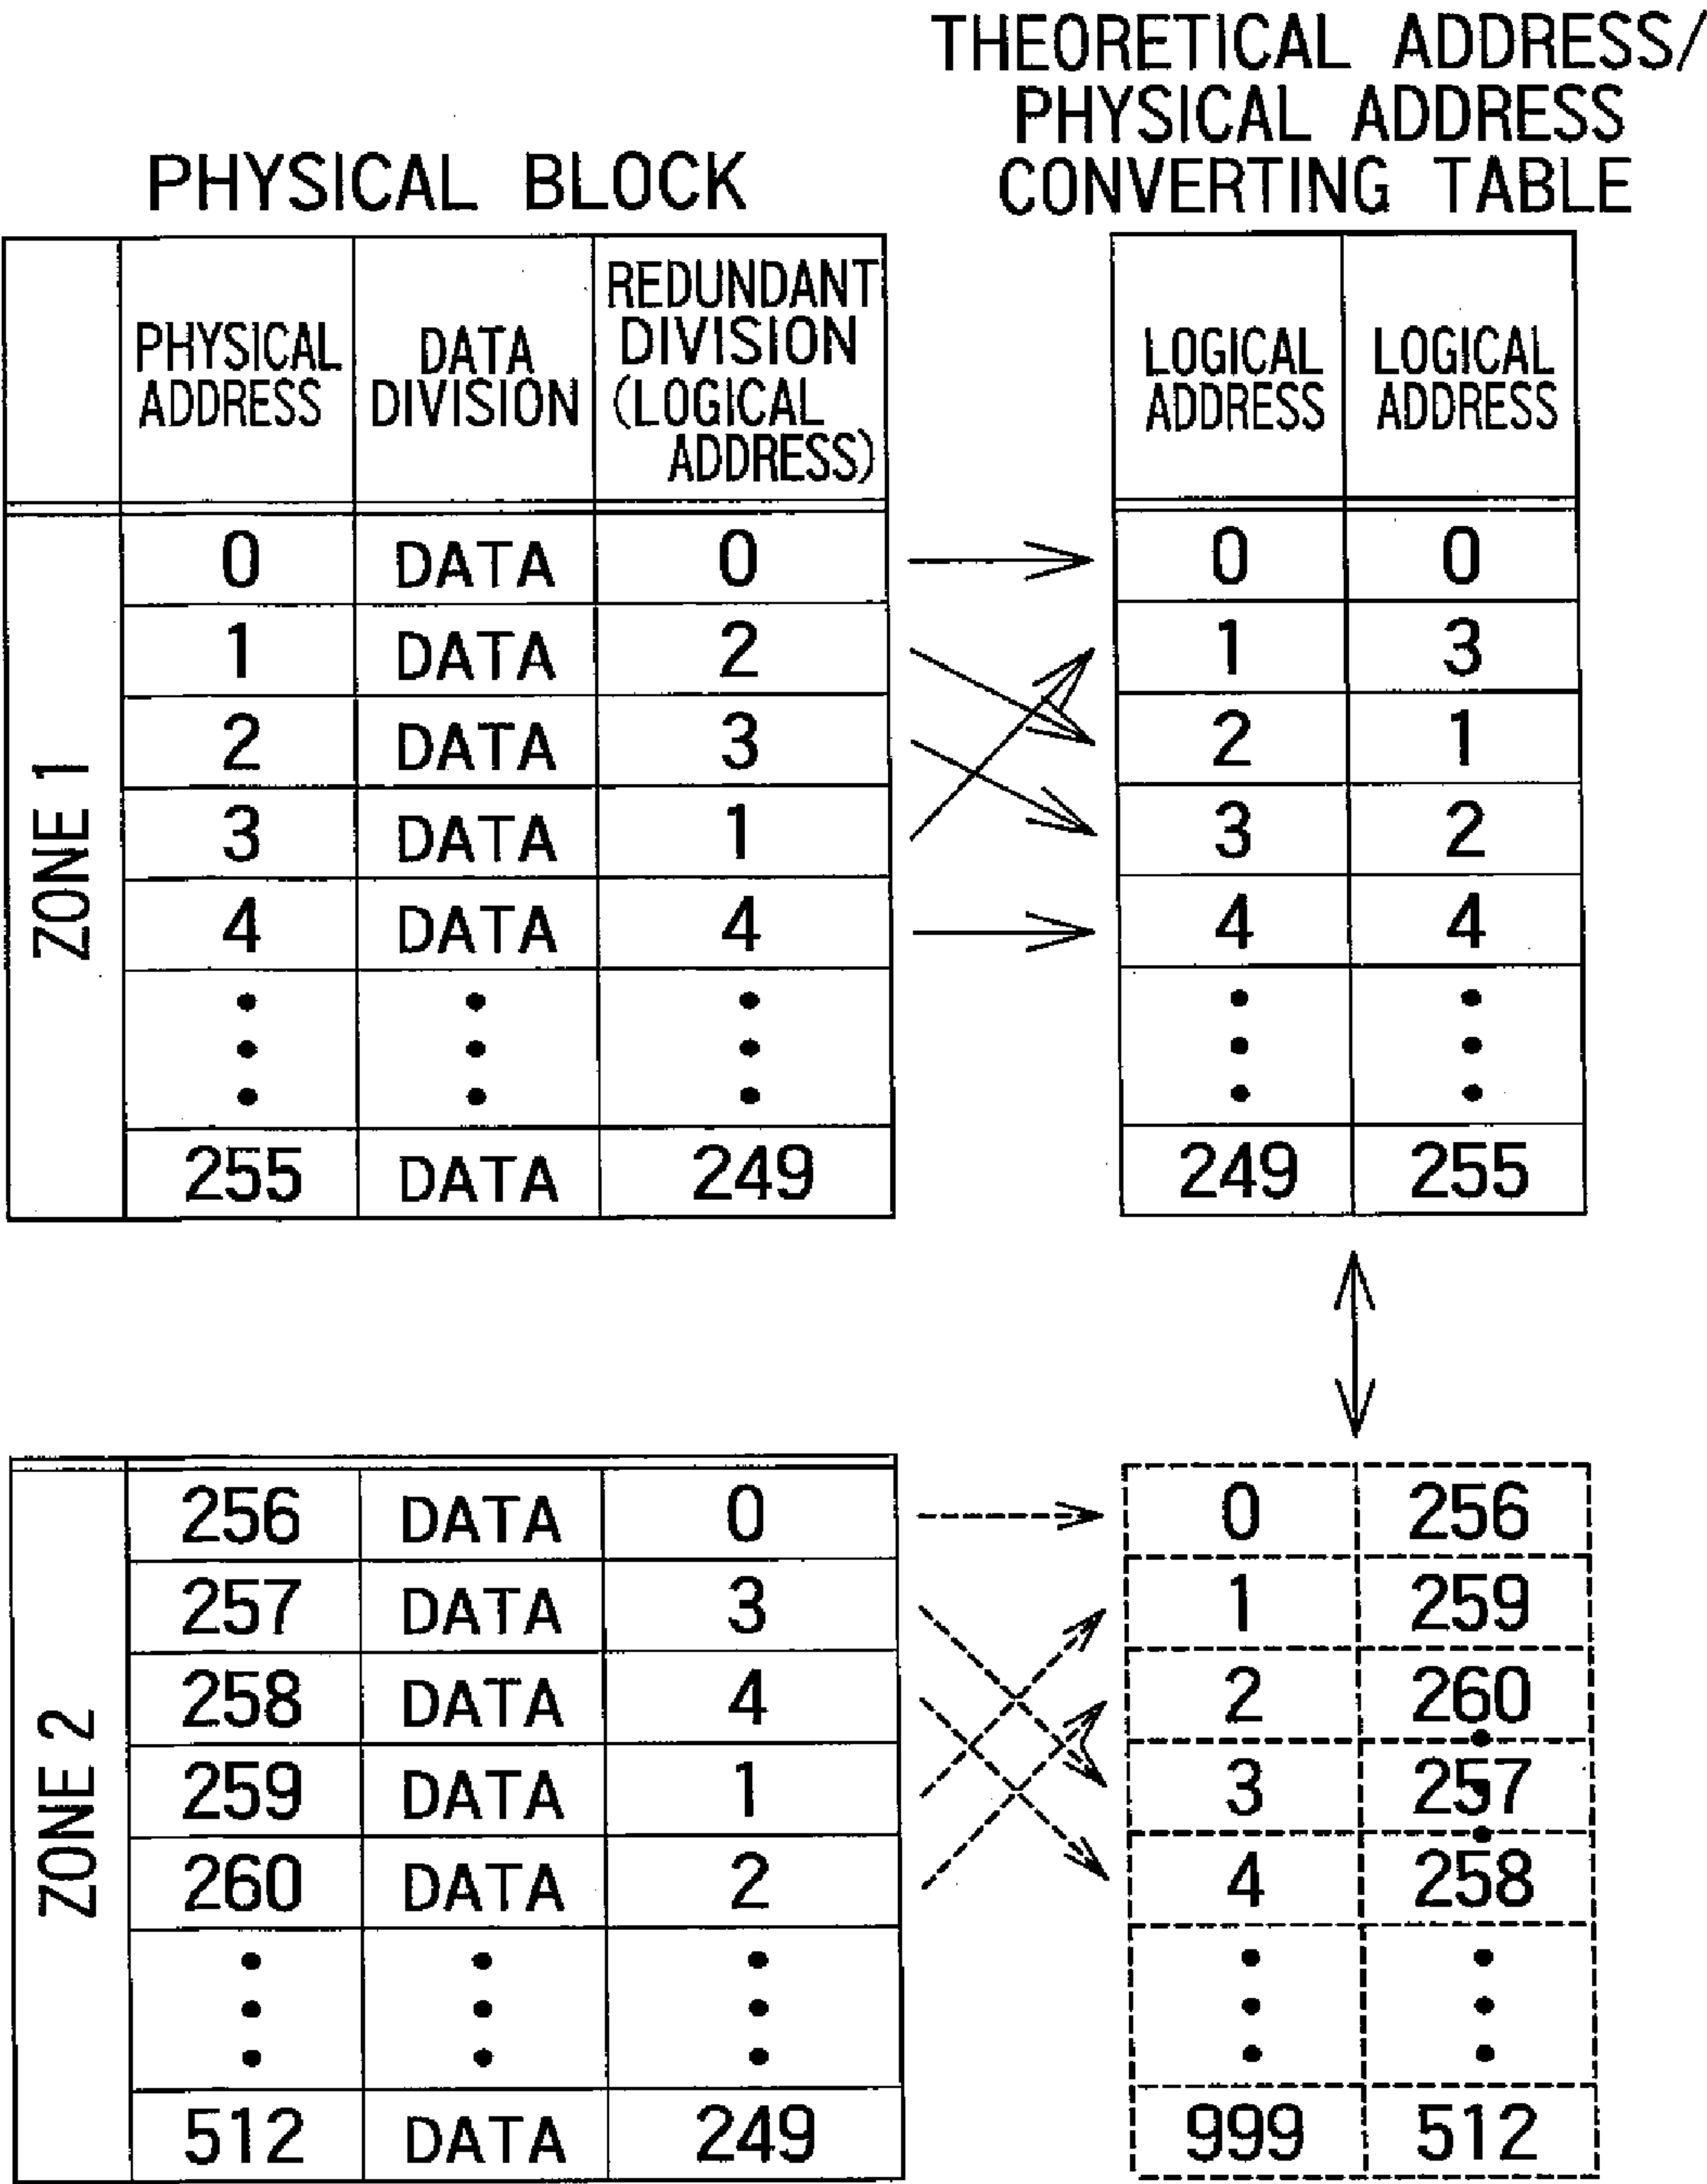 THEORETICAL ADDRESS/
PHYSICAL ADDRESS
CONVERTING TABLE
PHYSICAL BLOCK
PHYSICAL
ADDRESS
DATA
DIVISION
REDUNDANT
DIVISION
(LOGICAL
ADDRESS)
LOGICAL
ADDRESS
LOGICAL
ADDRESS
ZONE 1
0 DATA 0
1 DATA 2
2 DATA 3
3 DATA 1
4 DATA 4
255 DATA 249
0 0
1 3
2 1
3 2
4 4
249 255
ZONE 2
256 DATA 0
257 DATA 3
258 DATA 4
259 DATA 1
260 DATA 2
512 DATA 249
0 256
1 259
2 260
3 257
4 258
999 512